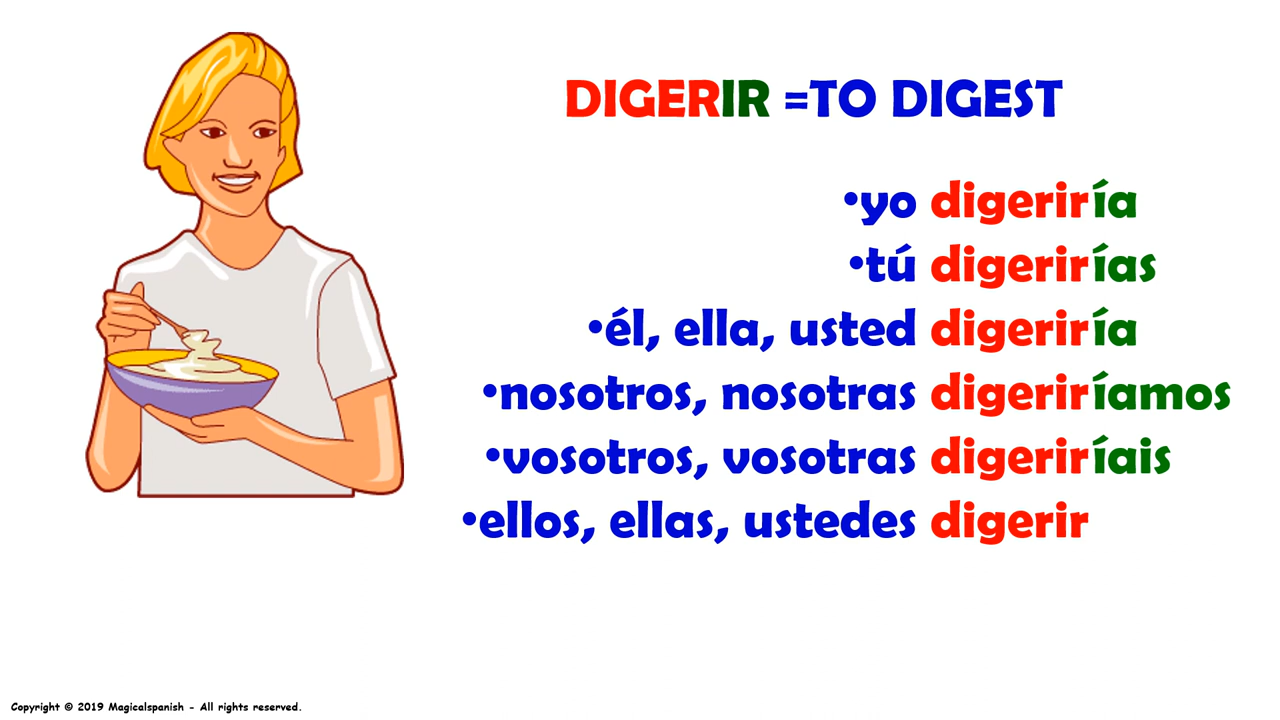 DIGERIR =TO DIGEST
•yo digeriría
•tú digerirías
•él, ella, usted digeriría
•nosotros, nosotras digeriríamos
•vosotros, vosotras digeriríais
•ellos, ellas, ustedes digerir
Copyright © 2019 Magicalspanish - All rights reserved.